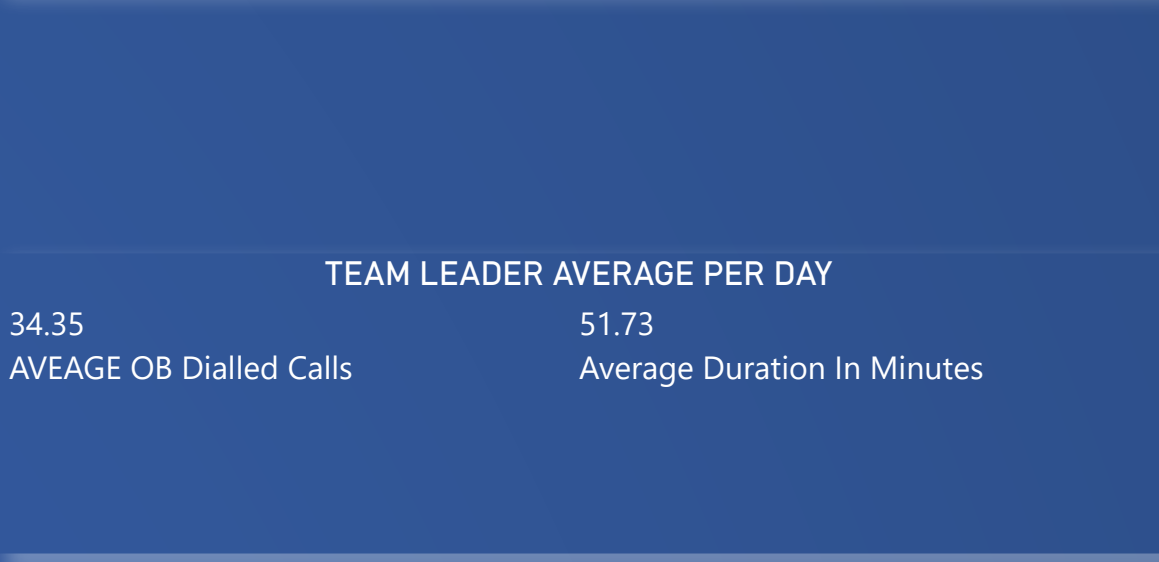 TEAM LEADER AVERAGE PER DAY
34.35
AVEAGE OB Dialled Calls
51.73
Average Duration In Minutes